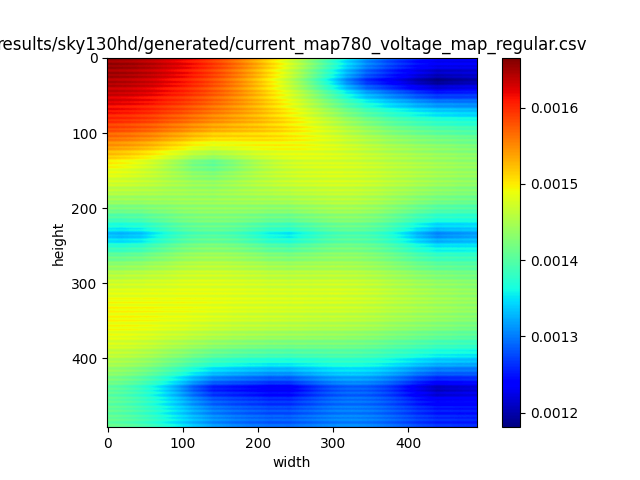 results/sky130hd/generated/current_map780_voltage_map_regular.csv
0
100
200
300
400
height
0 100 200 300 400
width
0.0016
0.0015
0.0014
0.0013
0.0012